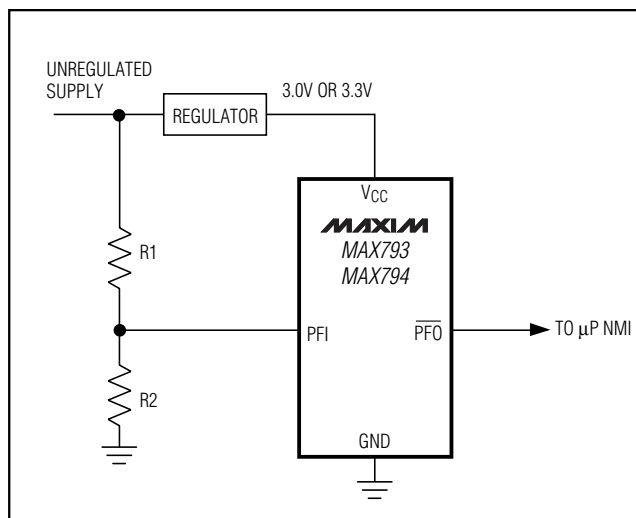 UNREGULATED
SUPPLY
REGULATOR
3.0V OR 3.3V
VCC
MAXIM
MAX793
MAX794
R1
PFI
PFO
TO µP NMI
R2
GND